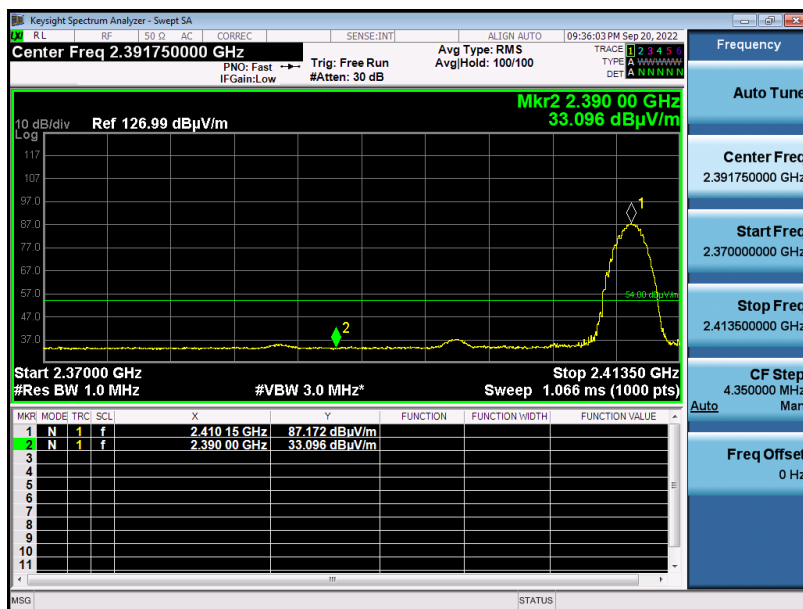 Keysight Spectrum Analyzer - Swept SA
LXI RL RF 50 Ω AC CORREC SENSE:INT ALIGN AUTO 09:36:03 PM Sep 20, 2022
Center Freq 2.391750000 GHz
PNO: Fast
IFGain:Low
Trig: Free Run
#Atten: 30 dB
Avg Type: RMS
Avg|Hold: 100/100
TRACE 1 2 3 4 5 6
TYPE A W W W W W
DET A N N N N N
Mkr2 2.390 00 GHz
33.096 dBµV/m
10 dB/div Ref 126.99 dBµV/m
Log
117
107
97.0
87.0
77.0
67.0
57.0
47.0
37.0
1
54.00 dBµV/m
2
Start 2.37000 GHz Stop 2.41350 GHz
#Res BW 1.0 MHz #VBW 3.0 MHz* Sweep 1.066 ms (1000 pts)
MKR MODE TRC SCL X Y FUNCTION FUNCTION WIDTH FUNCTION VALUE
1 N 1 f 2.410 15 GHz 87.172 dBµV/m
2 N 1 f 2.390 00 GHz 33.096 dBµV/m
3
4
5
6
7
8
9
10
11
MSG STATUS
Frequency
Auto Tune
Center Freq
2.391750000 GHz
Start Freq
2.370000000 GHz
Stop Freq
2.413500000 GHz
CF Step
4.350000 MHz
Auto Man
Freq Offset
0 Hz